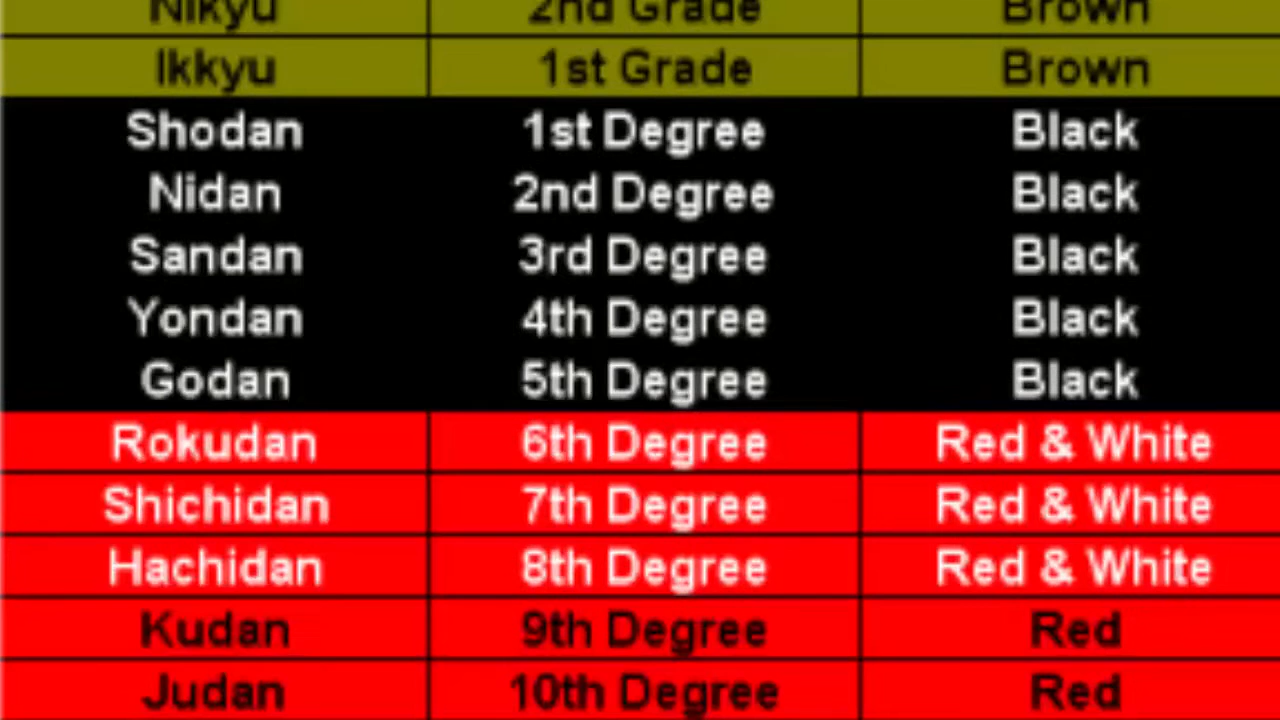 Nikyu 2nd Grade Brown
Ikkyu 1st Grade Brown
Shodan 1st Degree Black
Nidan 2nd Degree Black
Sandan 3rd Degree Black
Yondan 4th Degree Black
Godan 5th Degree Black
Rokudan 6th Degree Red & White
Shichidan 7th Degree Red & White
Hachidan 8th Degree Red & White
Kudan 9th Degree Red
Judan 10th Degree Red